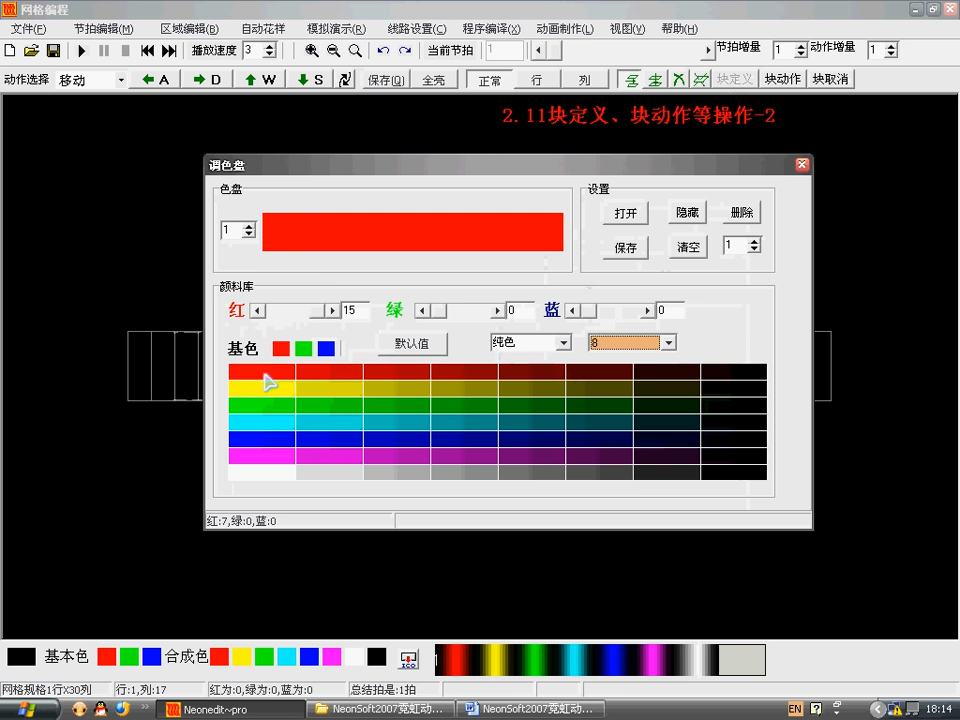 网格编程
文件(F) 节拍编辑(M) 区域编辑(B) 自动花样 模拟演示(R) 线路设置(C) 程序编译(X) 动画制作(L) 视图(V) 帮助(H)
播放速度 3 当前节拍 1 节拍增量 1 动作增量 1
动作选择 移动 A D W S 保存(Q) 全亮 正常 行 列 块定义 块动作 块取消
2.11块定义、块动作等操作-2
调色盘
色盘 设置
1 打开 隐藏 删除
保存 清空 1
颜料库
红 15 绿 0 蓝 0
基色 默认值 纯色 8
红:7,绿:0,蓝:0
基本色 合成色 ICO
网格规格1行X30列 行:1,列:17 红为:0,绿为:0,蓝为:0 总结拍是:1拍
Neonedit~pro NeonSoft2007霓虹动... NeonSoft2007霓虹动... EN 18:14